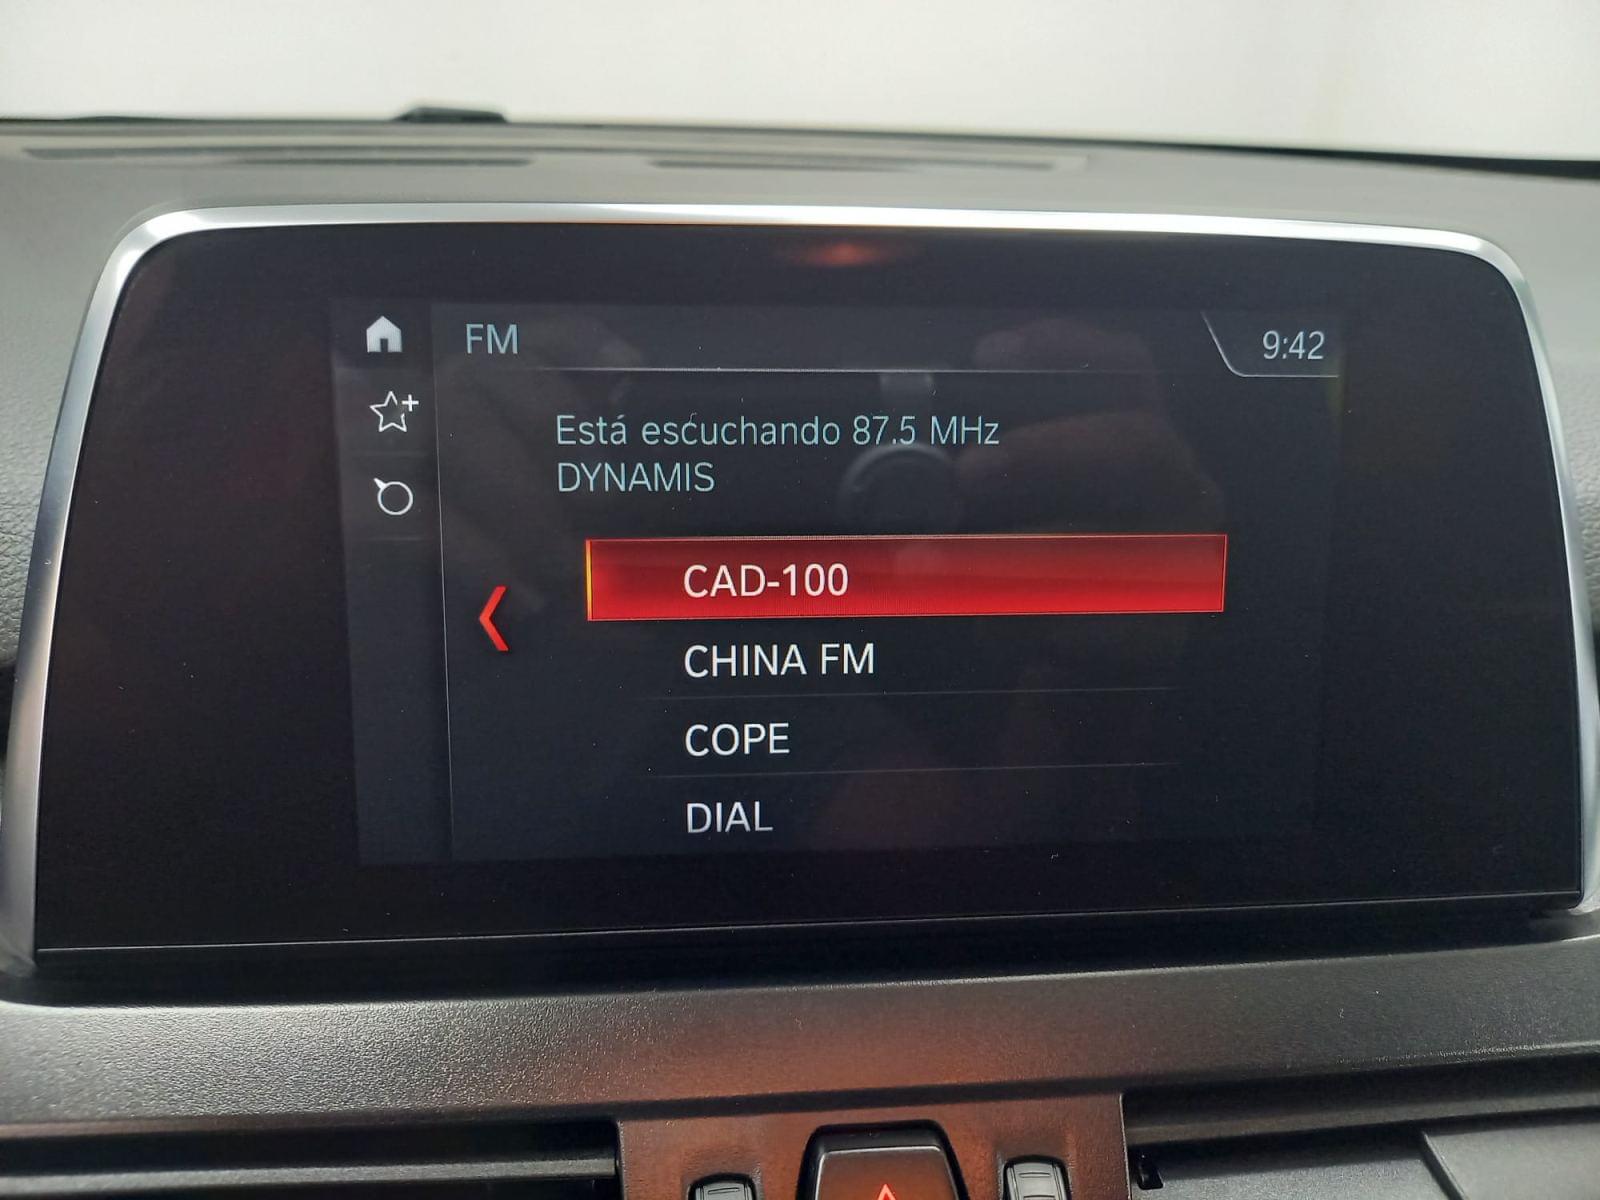 FM
9:42
Está escuchando 87.5 MHz
DYNAMIS
CAD-100
CHINA FM
COPE
DIAL